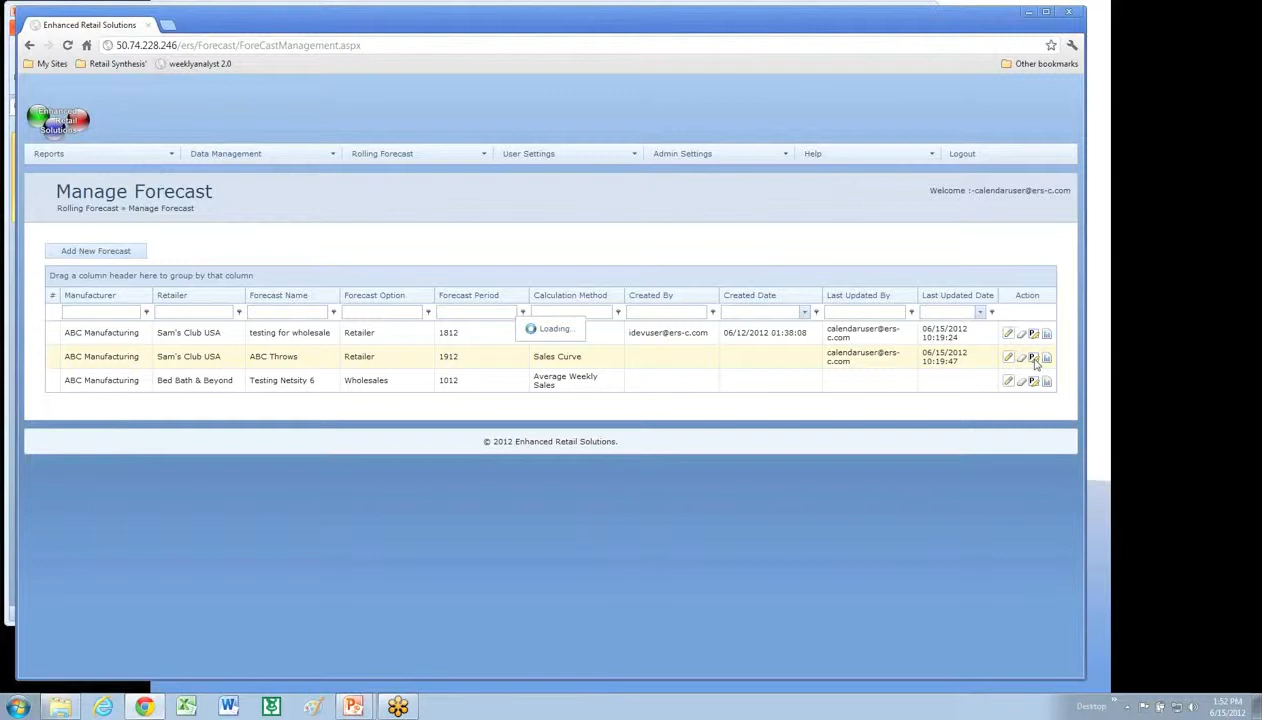 Enhanced Retail Solutions
50.74.228.246/ers/Forecast/ForeCastManagement.aspx
My Sites Retail Synthesis' weeklyanalyst 2.0 Other bookmarks
Enhanced
Retail
Solutions
Reports Data Management Rolling Forecast User Settings Admin Settings Help Logout
Manage Forecast
Welcome :-calendaruser@ers-c.com
Rolling Forecast » Manage Forecast
Add New Forecast
Drag a column header here to group by that column
# Manufacturer Retailer Forecast Name Forecast Option Forecast Period Calculation Method Created By Created Date Last Updated By Last Updated Date Action
Loading...
ABC Manufacturing Sam's Club USA testing for wholesale Retailer 1812 idevuser@ers-c.com 06/12/2012 01:38:08 calendaruser@ers-c.com 06/15/2012 10:19:24 P
ABC Manufacturing Sam's Club USA ABC Throws Retailer 1912 Sales Curve calendaruser@ers-c.com 06/15/2012 10:19:47 P
ABC Manufacturing Bed Bath & Beyond Testing Netsity 6 Wholesales 1012 Average Weekly Sales P
© 2012 Enhanced Retail Solutions.
Desktop
1:52 PM
6/15/2012